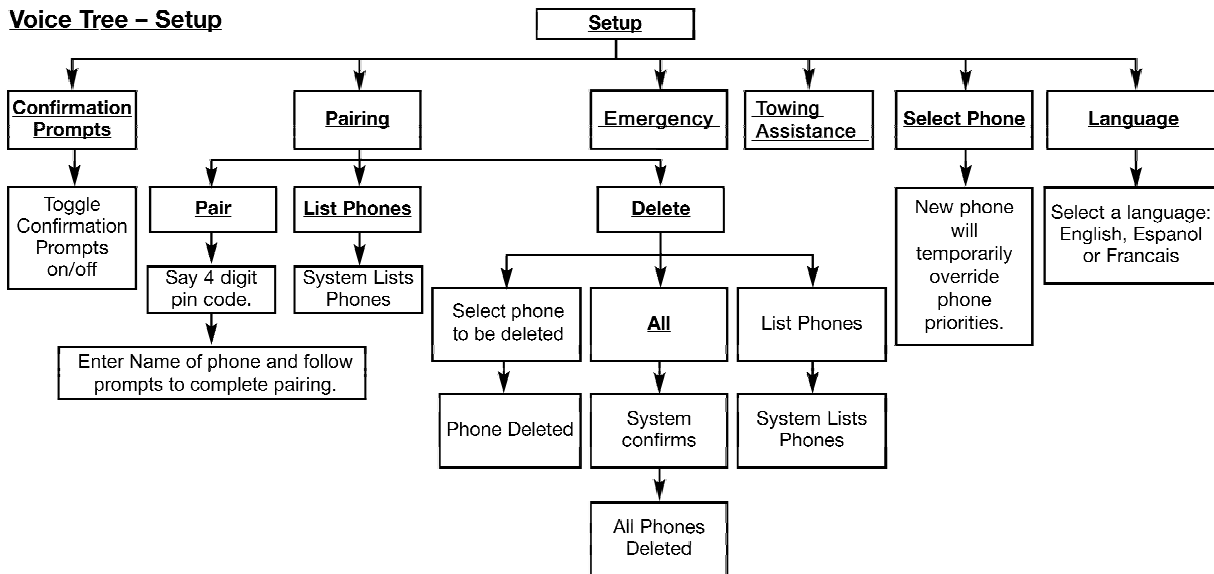 Voice Tree – Setup
Setup
Confirmation
Prompts
Pairing
Emergency
Towing
Assistance
Select Phone
Language
Toggle
Confirmation
Prompts
on/off
Pair
List Phones
Delete
New phone
will
temporarily
override
phone
priorities.
Select a language:
English, Espanol
or Francais
Say 4 digit
pin code.
System Lists
Phones
Select phone
to be deleted
All
List Phones
Enter Name of phone and follow
prompts to complete pairing.
Phone Deleted
System
confirms
System Lists
Phones
All Phones
Deleted